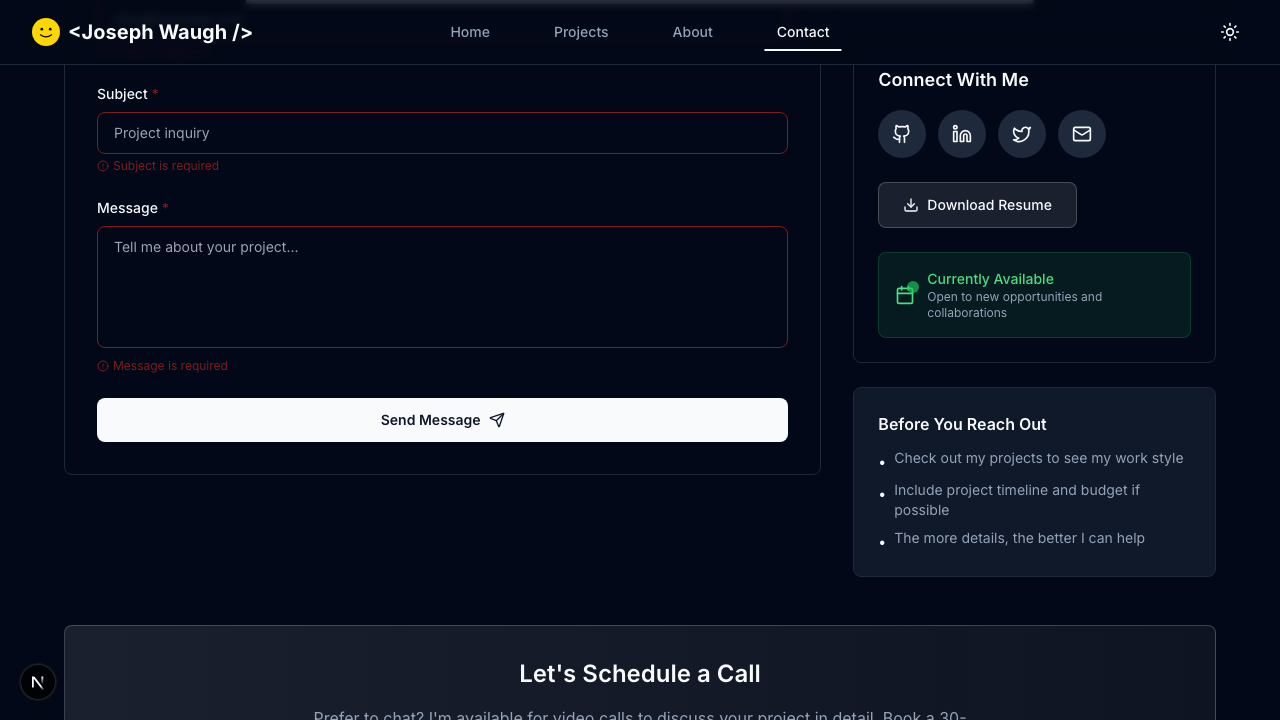 <Joseph Waugh />
Home
Projects
About
Contact
Subject *
Project inquiry
Subject is required
Message *
Tell me about your project...
Message is required
Send Message
Connect With Me
Download Resume
Currently Available
Open to new opportunities and
collaborations
Before You Reach Out
• Check out my projects to see my work style
• Include project timeline and budget if
possible
• The more details, the better I can help
Let's Schedule a Call
Prefer to chat? I'm available for video calls to discuss your project in detail. Book a 30-
N